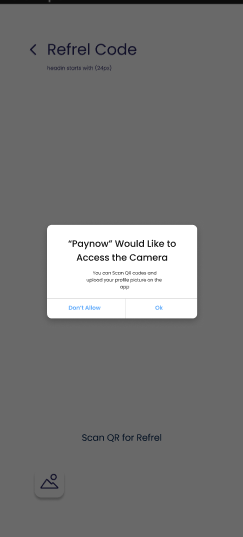 Refrel Code
headin starts with (24px)
“Paynow” Would Like to
Access the Camera
You can Scan QR codes and
upload your profile picture on the
app
Don't Allow
Ok
Scan QR for Refrel